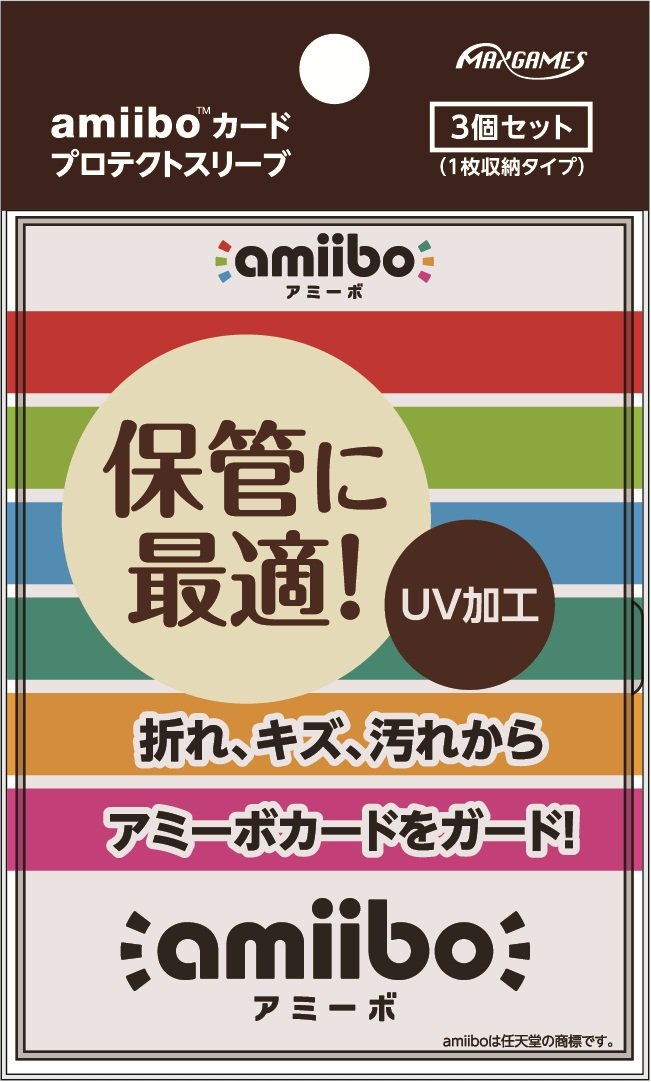 MAXGAMES
amiibo™カード
プロテクトスリーブ
3個セット
(1枚収納タイプ)
amiibo
アミーボ
保管に
最適!
UV加工
折れ、キズ、汚れから
アミーボカードをガード!
amiibo
アミーボ
amiiboは任天堂の商標です。